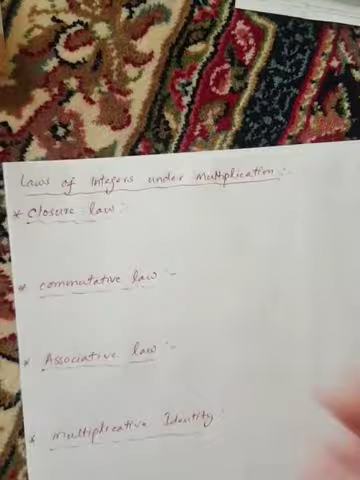 Laws of Integers under Multiplication :-
* Closure law :-
* commutative law :-
* Associative law :-
* Multiplicative Identity :